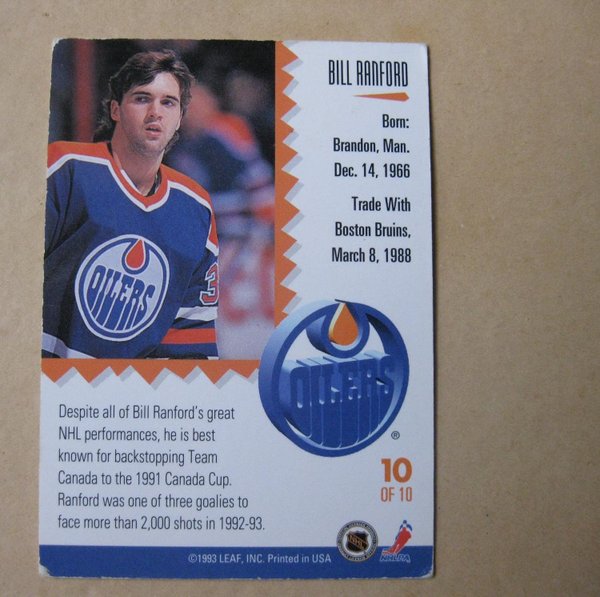 BILL RANFORD
Born:
Brandon, Man.
Dec. 14, 1966
Trade With
Boston Bruins,
March 8, 1988
OILERS
3
OILERS
®
Despite all of Bill Ranford's great
NHL performances, he is best
known for backstopping Team
Canada to the 1991 Canada Cup.
Ranford was one of three goalies to
face more than 2,000 shots in 1992-93.
10
OF 10
NHL
NHLPA
©1993 LEAF, INC. Printed in USA